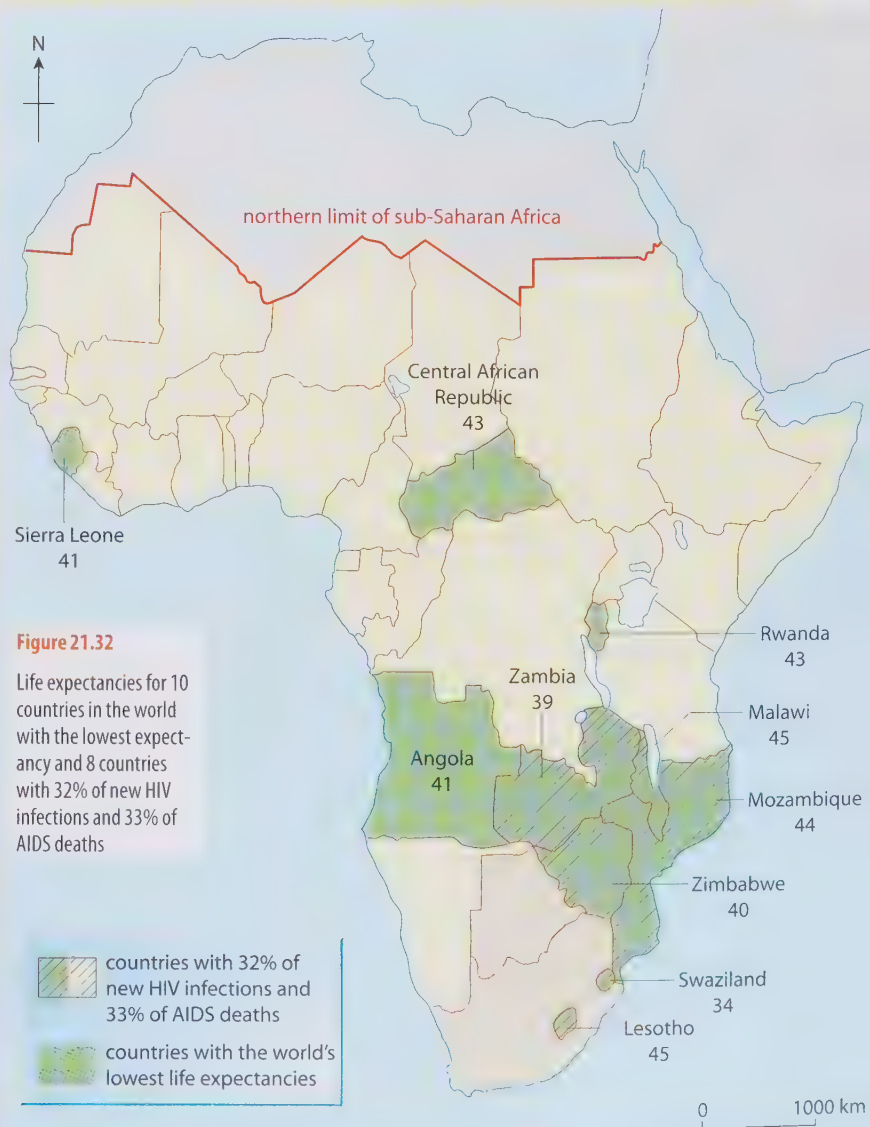 N
northern limit of sub-Saharan Africa
Central African
Republic
43
Sierra Leone
41
Figure 21.32
Life expectancies for 10
countries in the world
with the lowest expect-
ancy and 8 countries
with 32% of new HIV
infections and 33% of
AIDS deaths
Zambia
39
Angola
41
Rwanda
43
Malawi
45
Mozambique
44
Zimbabwe
40
Swaziland
34
Lesotho
45
countries with 32% of
new HIV infections and
33% of AIDS deaths
countries with the world's
lowest life expectancies
0 1000 km